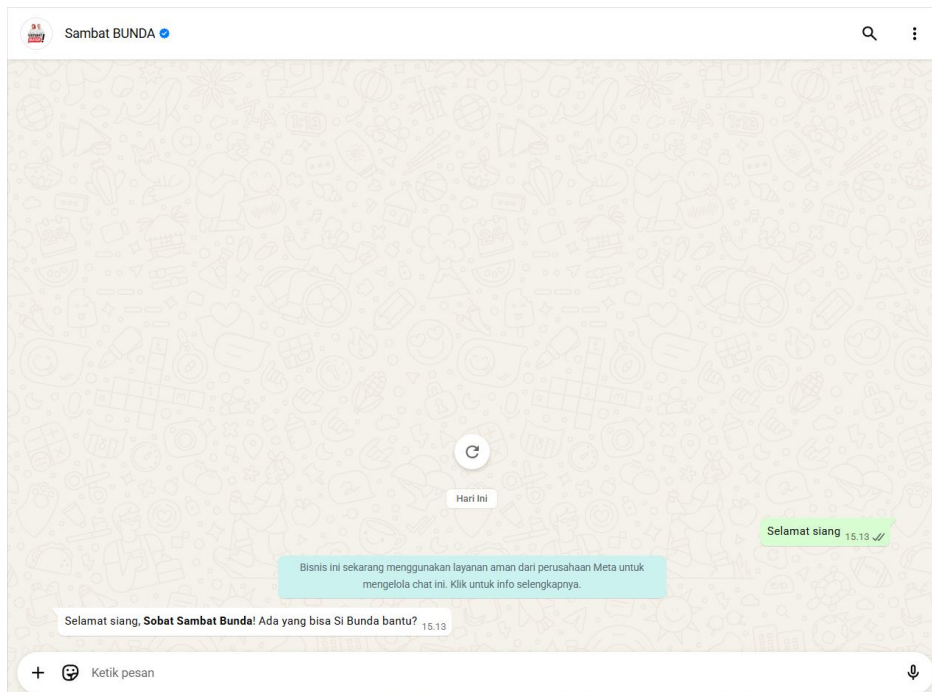 Sambat BUNDA
Hari Ini
Selamat siang 15.13
Bisnis ini sekarang menggunakan layanan aman dari perusahaan Meta untuk
mengelola chat ini. Klik untuk info selengkapnya.
Selamat siang, Sobat Sambat Bunda! Ada yang bisa Si Bunda bantu? 15.13
Ketik pesan